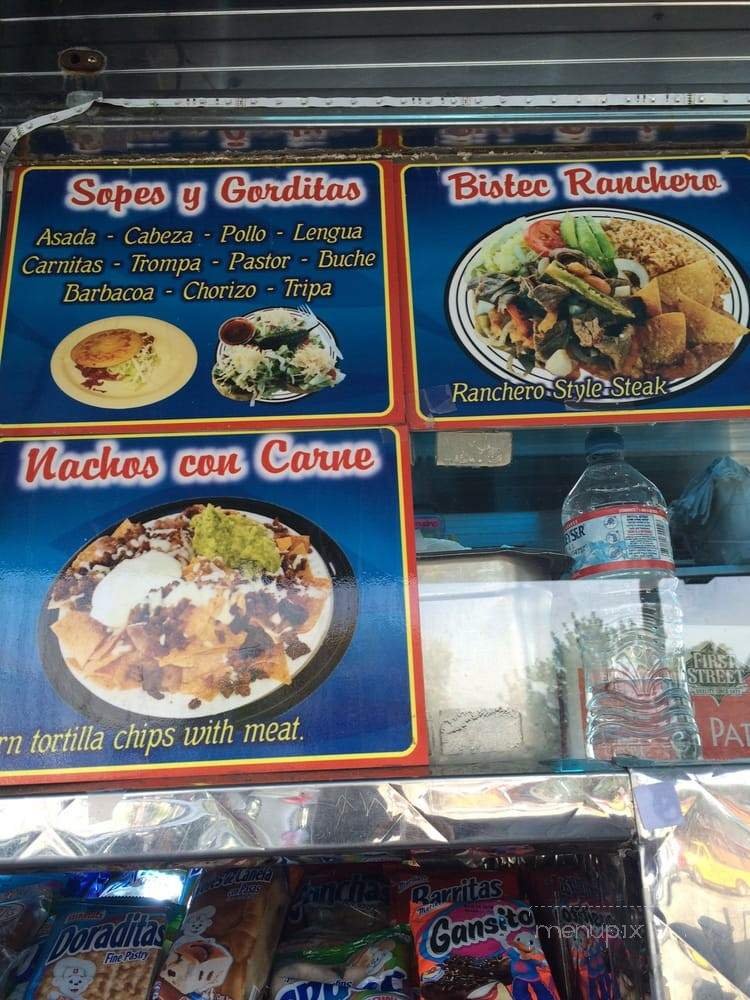 Sopes y Gorditas
Asada - Cabeza - Pollo - Lengua
Carnitas - Trompa - Pastor - Buche
Barbacoa - Chorizo - Tripa
Bistec Ranchero
Ranchero Style Steak
Nachos con Carne
tortilla chips with meat.
FIRST
STREET
Doraditas
Fine Pastry
Canela
Barritas
Gansito
menupix